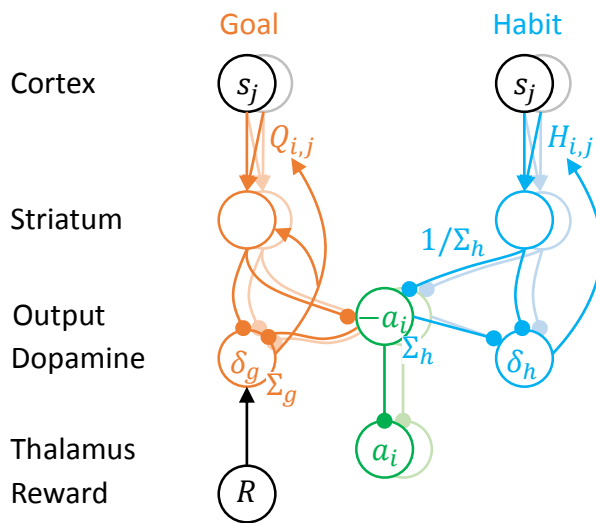 Goal Habit
Cortex s_j s_j
Q_{i,j} H_{i,j}
Striatum
1/Σ_h
Output −a_i
Σ_h
Dopamine δ_g δ_h
Σ_g
Thalamus a_i
Reward R